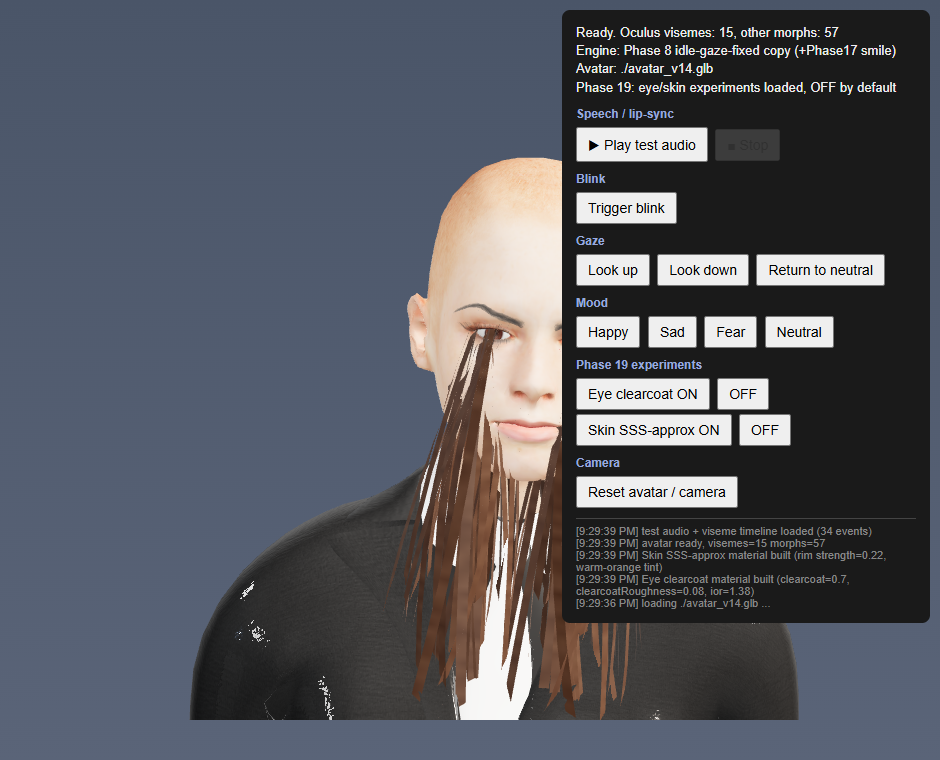 Ready. Oculus visemes: 15, other morphs: 57
Engine: Phase 8 idle-gaze-fixed copy (+Phase17 smile)
Avatar: ./avatar_v14.glb
Phase 19: eye/skin experiments loaded, OFF by default
Speech / lip-sync
▶ Play test audio
■ Stop
Blink
Trigger blink
Gaze
Look up
Look down
Return to neutral
Mood
Happy
Sad
Fear
Neutral
Phase 19 experiments
Eye clearcoat ON
OFF
Skin SSS-approx ON
OFF
Camera
Reset avatar / camera
[9:29:39 PM] test audio + viseme timeline loaded (34 events)
[9:29:39 PM] avatar ready, visemes=15 morphs=57
[9:29:39 PM] Skin SSS-approx material built (rim strength=0.22,
warm-orange tint)
[9:29:39 PM] Eye clearcoat material built (clearcoat=0.7,
clearcoatRoughness=0.08, ior=1.38)
[9:29:36 PM] loading ./avatar_v14.glb ...